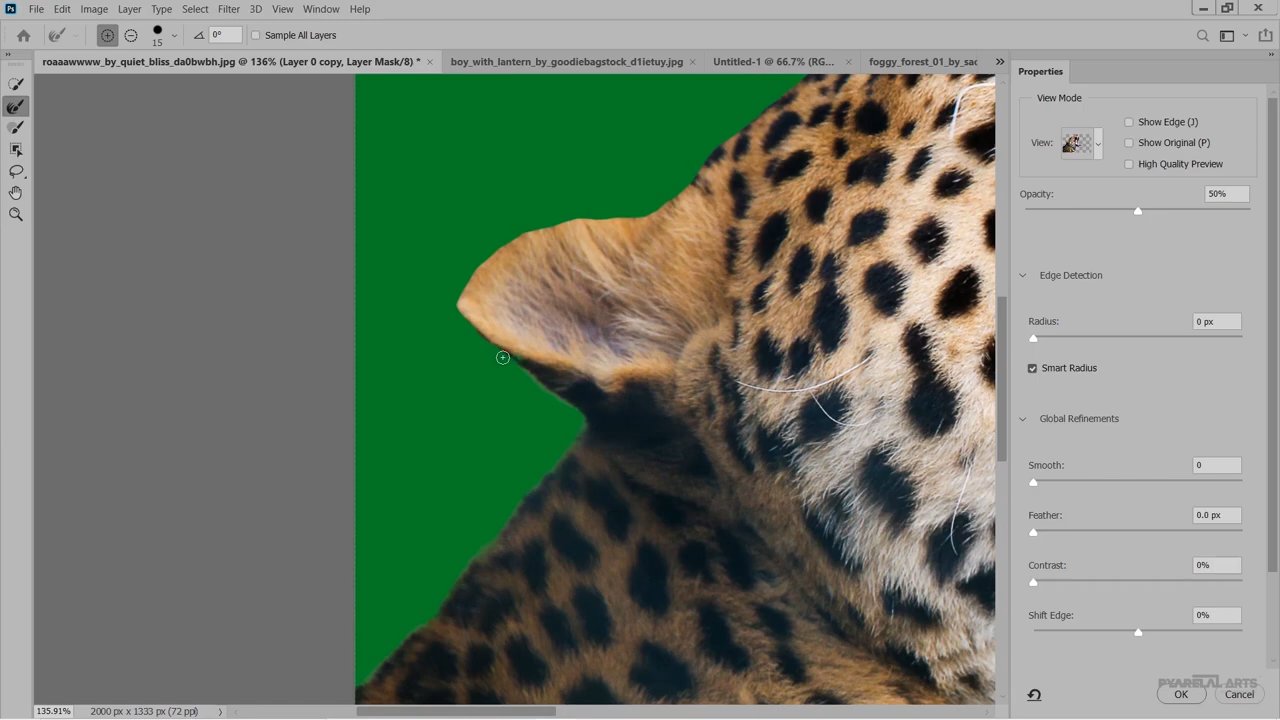 Ps File Edit Image Layer Type Select Filter 3D View Window Help
15 0° Sample All Layers
roaaawwww_by_quiet_bliss_da0bwbh.jpg @ 136% (Layer 0 copy, Layer Mask/8) * × boy_with_lantern_by_goodiebagstock_d1ietuy.jpg × Untitled-1 @ 66.7% (RG... × foggy_forest_01_by_sac
Properties
View Mode
Show Edge (J)
View: Show Original (P)
High Quality Preview
Opacity: 50%
Edge Detection
Radius: 0 px
Smart Radius
Global Refinements
Smooth: 0
Feather: 0.0 px
Contrast: 0%
Shift Edge: 0%
PYARELAL ARTS
OK Cancel
135.91% 2000 px x 1333 px (72 ppi)